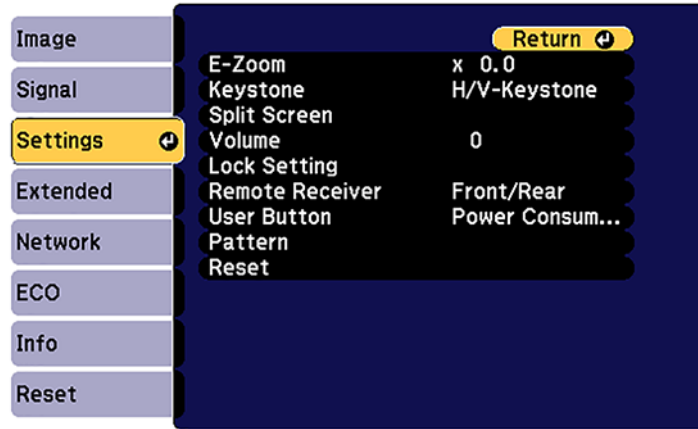 Image
Signal
Settings
Extended
Network
ECO
Info
Reset
Return
E-Zoom x 0.0
Keystone H/V-Keystone
Split Screen
Volume 0
Lock Setting
Remote Receiver Front/Rear
User Button Power Consum...
Pattern
Reset